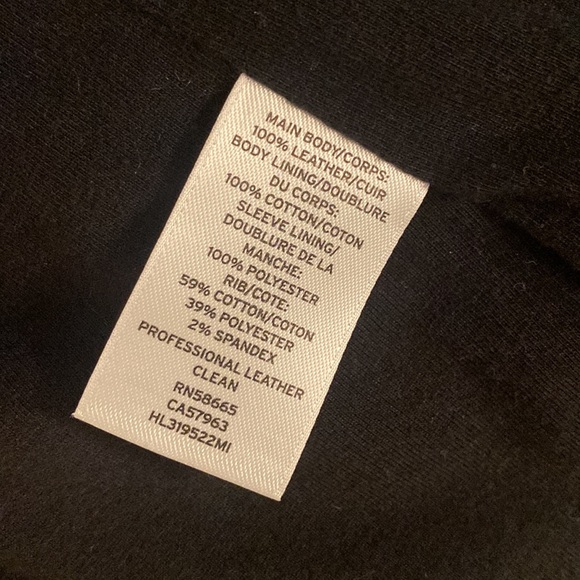 MAIN BODY/CORPS:
100% LEATHER/CUIR
BODY LINING/DOUBLURE
DU CORPS:
100% COTTON/COTON
SLEEVE LINING/
DOUBLURE DE LA
MANCHE:
100% POLYESTER
RIB/COTE:
59% COTTON/COTON
39% POLYESTER
2% SPANDEX
PROFESSIONAL LEATHER
CLEAN
RN58665
CA57963
HL319522MI